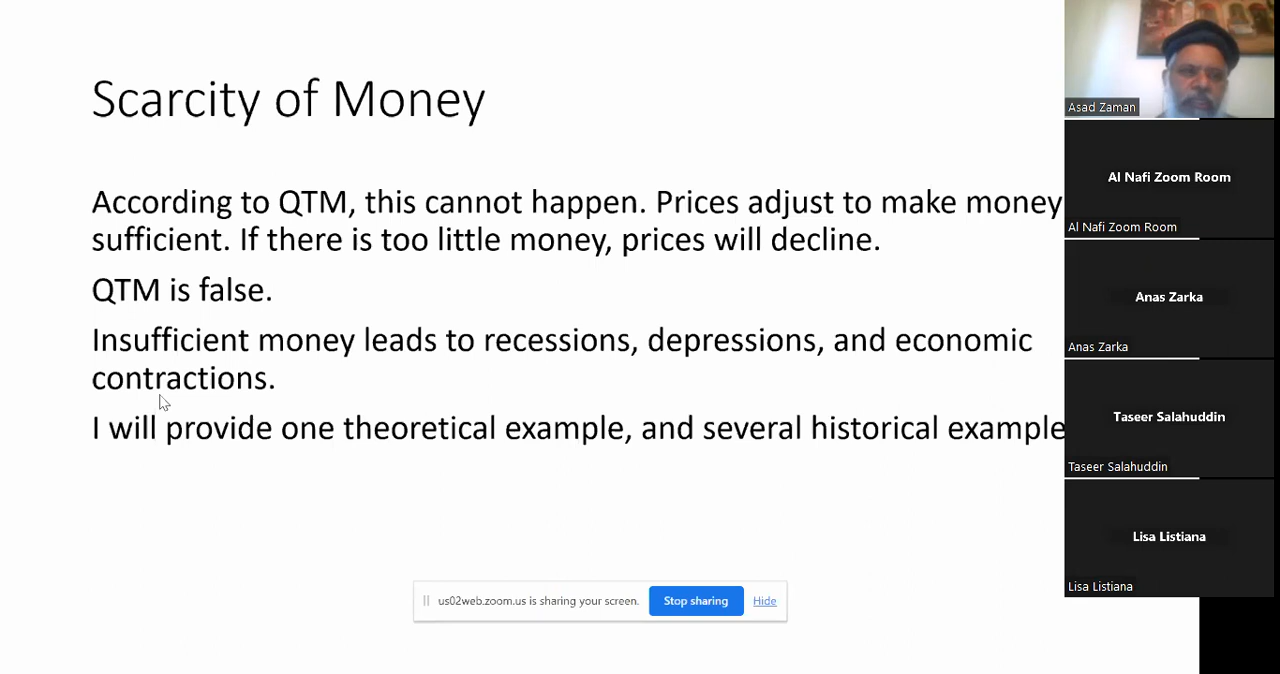 Scarcity of Money
According to QTM, this cannot happen. Prices adjust to make money
sufficient. If there is too little money, prices will decline.
QTM is false.
Insufficient money leads to recessions, depressions, and economic
contractions.
I will provide one theoretical example, and several historical example
us02web.zoom.us is sharing your screen.
Stop sharing
Hide
Asad Zaman
Al Nafi Zoom Room
Al Nafi Zoom Room
Anas Zarka
Anas Zarka
Taseer Salahuddin
Taseer Salahuddin
Lisa Listiana
Lisa Listiana